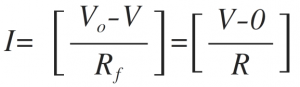 I= [ (V_o-V)/R_f ] = [ (V-0)/R ]